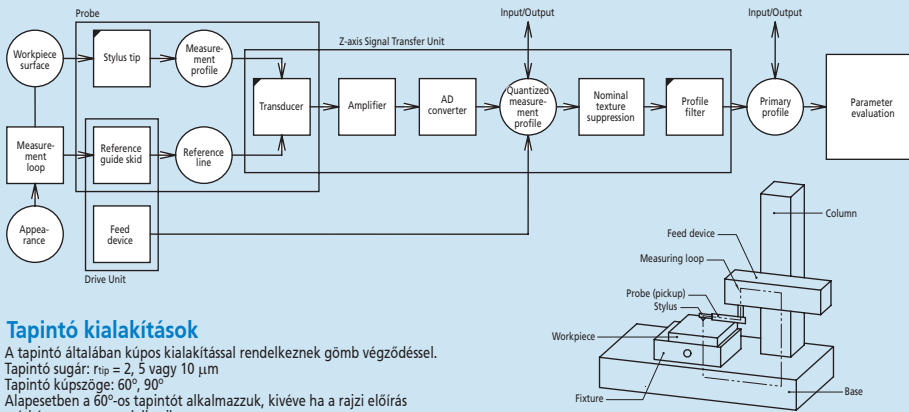 Probe
Input/Output
Input/Output
Z-axis Signal Transfer Unit
Workpiece
surface
Stylus tip
Measure-
ment
profile
Transducer
Amplifier
AD
converter
Quantized
measure-
ment
profile
Nominal
texture
suppression
Profile
filter
Primary
profile
Parameter
evaluation
Measure-
ment
loop
Reference
guide skid
Reference
line
Appea-
rance
Feed
device
Drive Unit
Column
Feed device
Measuring loop
Probe (pickup)
Stylus
Workpiece
Fixture
Base
Tapintó kialakítások
A tapintó általában kúpos kialakítással rendelkeznek gömb végződéssel.
Tapintó sugár: rtip = 2, 5 vagy 10 μm
Tapintó kúpszöge: 60º, 90º
Alapesetben a 60º-os tapintót alkalmazzuk, kivéve ha a rajzi előírás